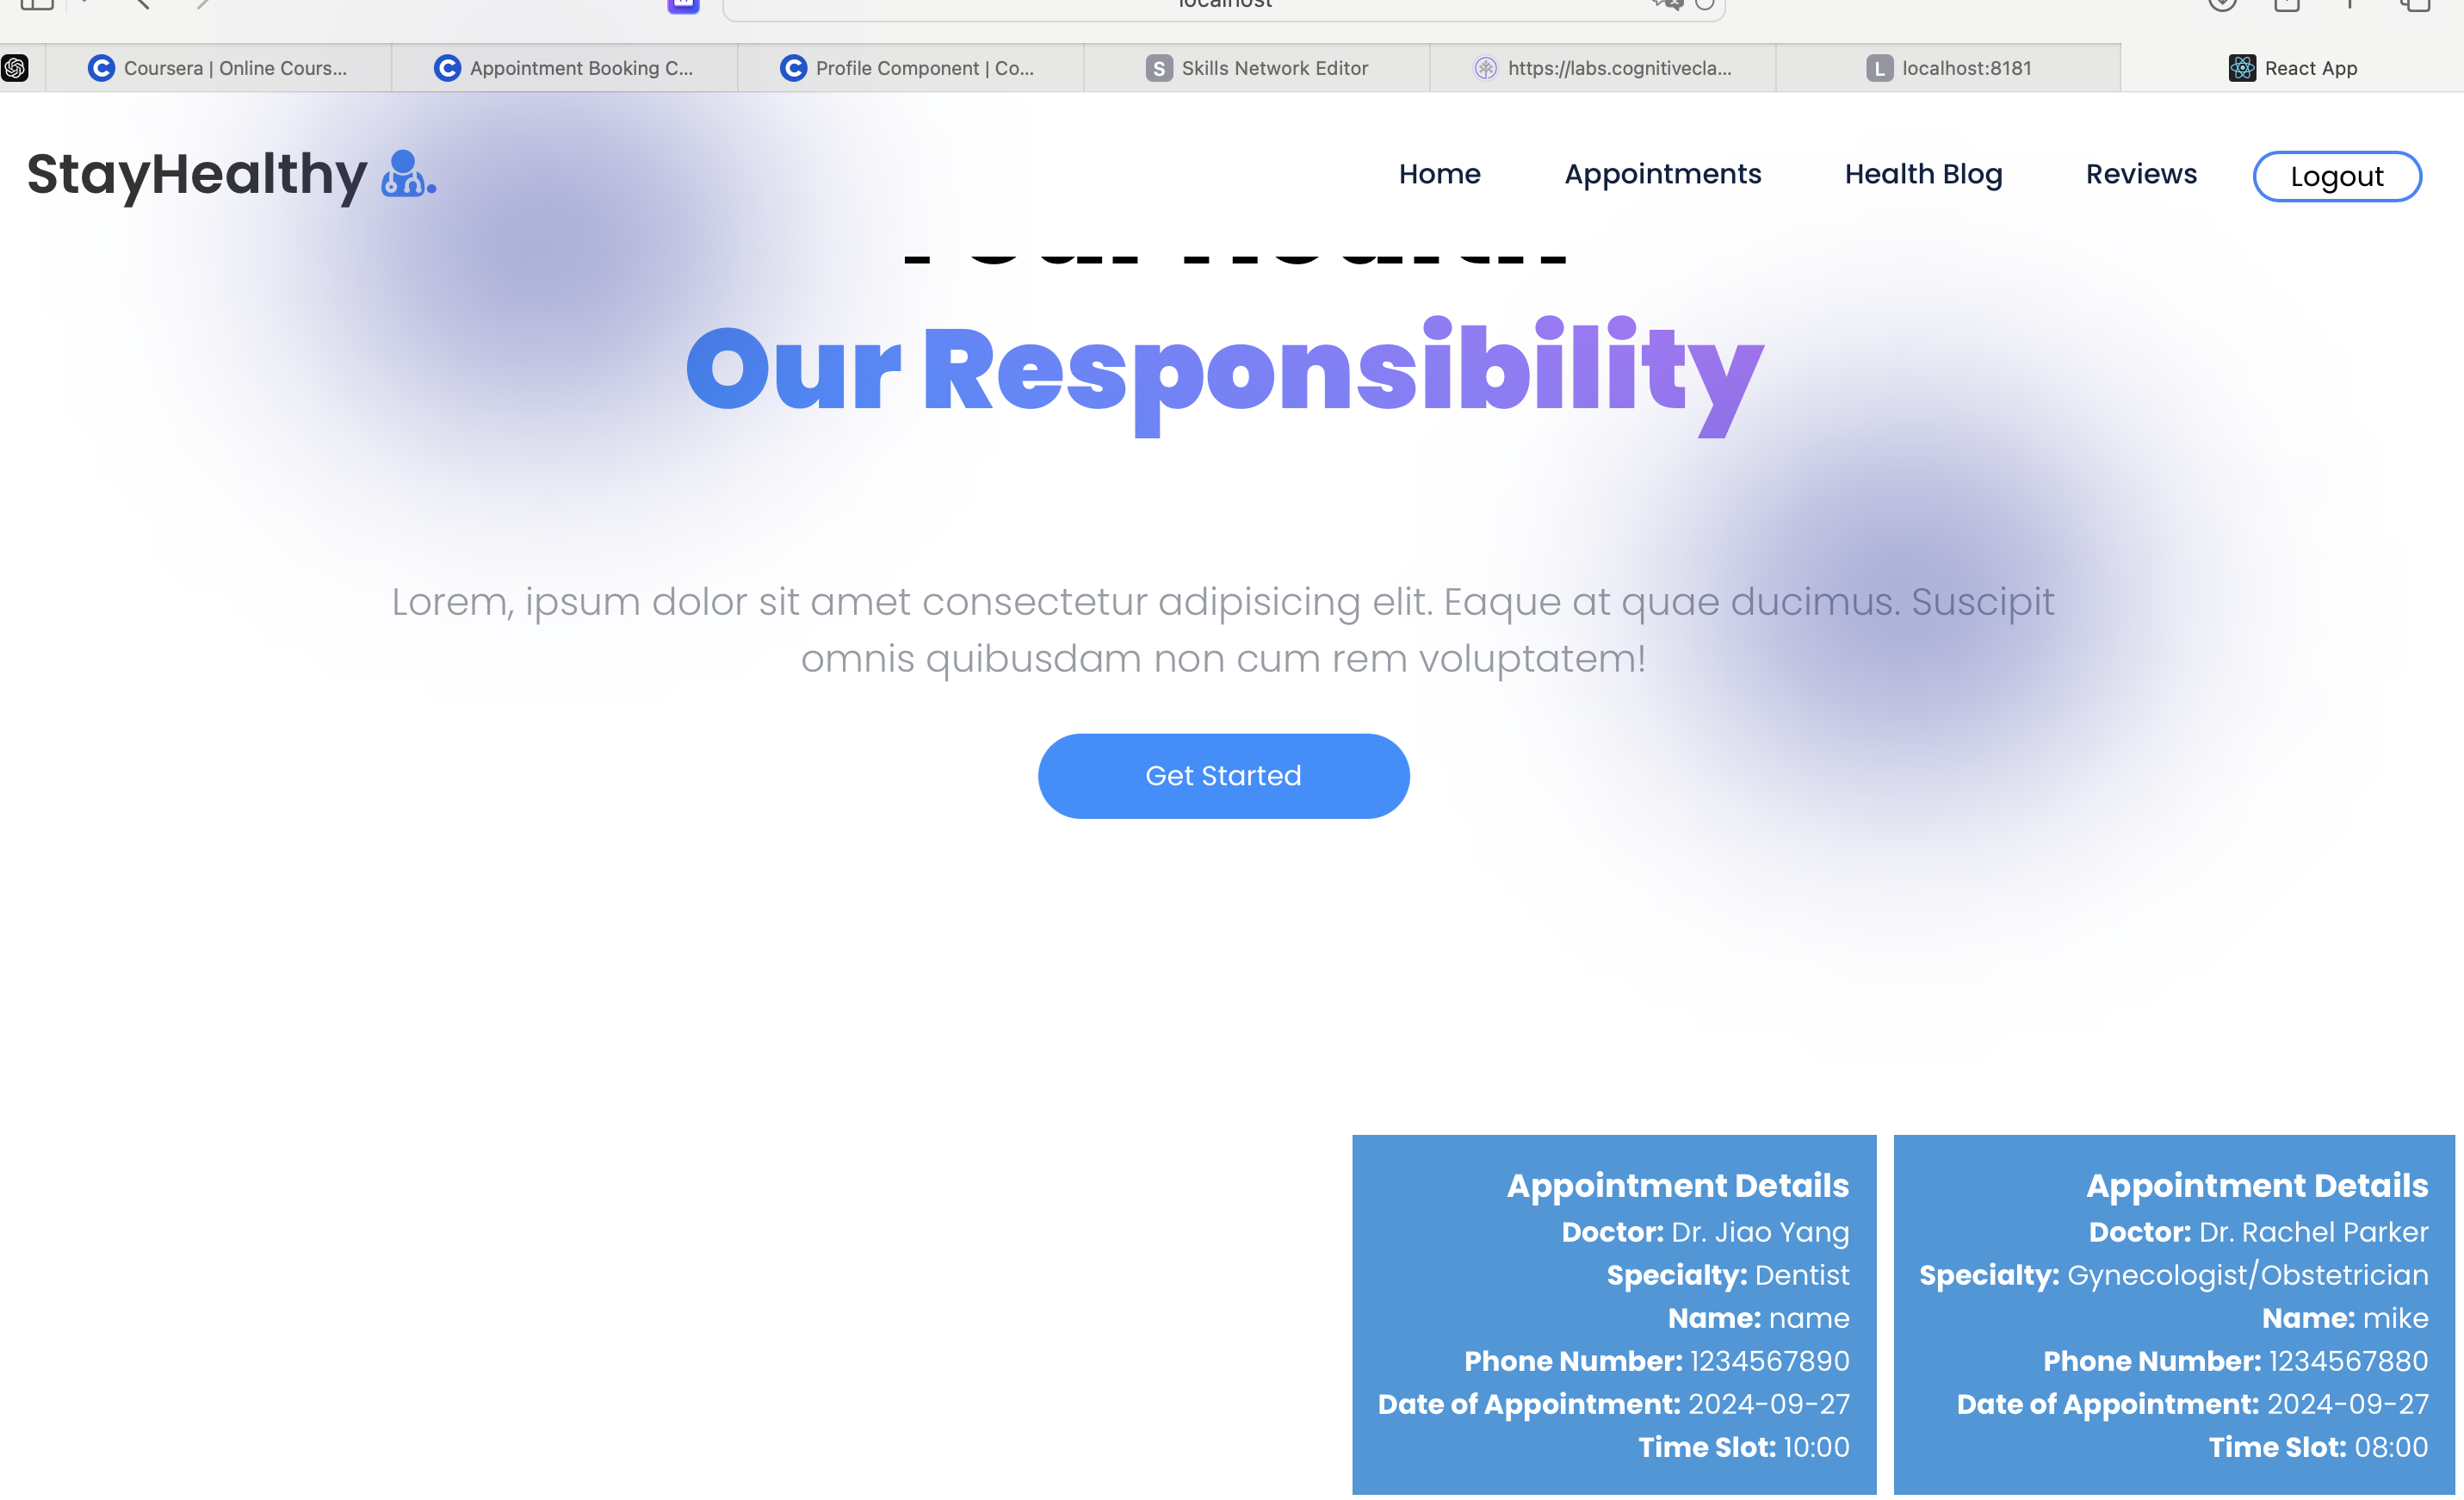 localhost
Coursera | Online Cours...
Appointment Booking C...
Profile Component | Co...
S Skills Network Editor
https://labs.cognitivecla...
L localhost:8181
React App
StayHealthy
Home
Appointments
Health Blog
Reviews
Logout
Our Responsibility
Lorem, ipsum dolor sit amet consectetur adipisicing elit. Eaque at quae ducimus. Suscipit
omnis quibusdam non cum rem voluptatem!
Get Started
Appointment Details
Doctor: Dr. Jiao Yang
Specialty: Dentist
Name: name
Phone Number: 1234567890
Date of Appointment: 2024-09-27
Time Slot: 10:00
Appointment Details
Doctor: Dr. Rachel Parker
Specialty: Gynecologist/Obstetrician
Name: mike
Phone Number: 1234567880
Date of Appointment: 2024-09-27
Time Slot: 08:00